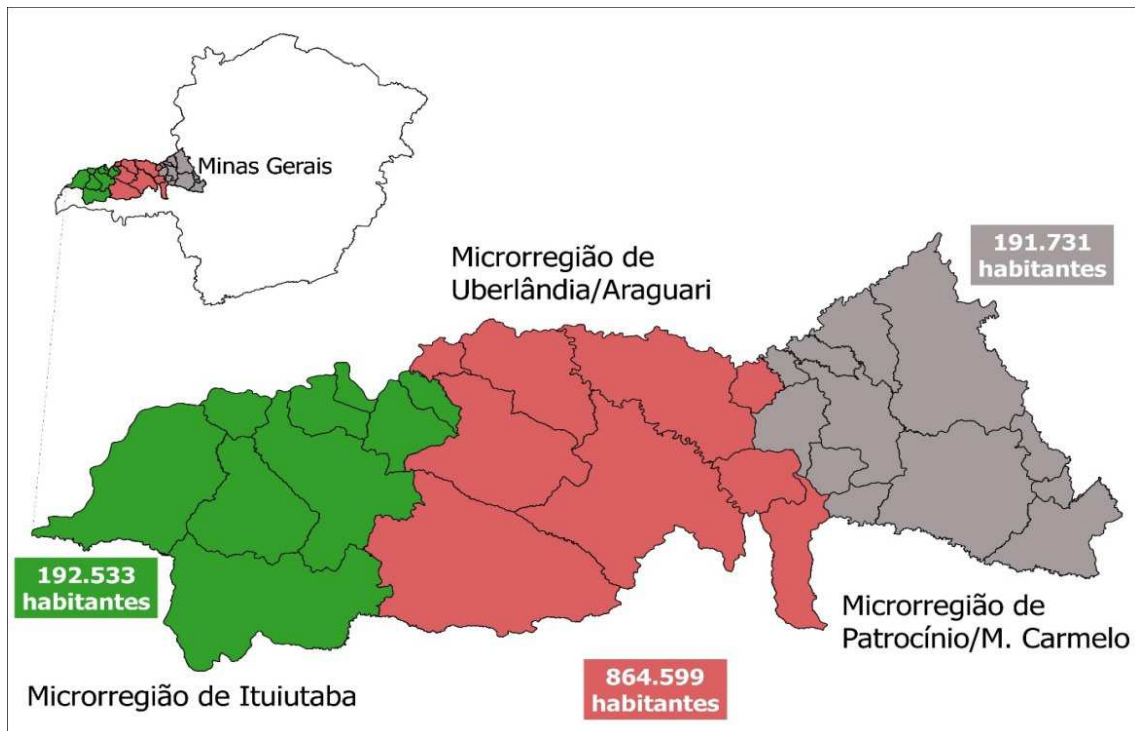 Minas Gerais
Microrregião de
Uberlândia/Araguari
191.731
habitantes
192.533
habitantes
Microrregião de Ituiutaba
864.599
habitantes
Microrregião de
Patrocínio/M. Carmelo